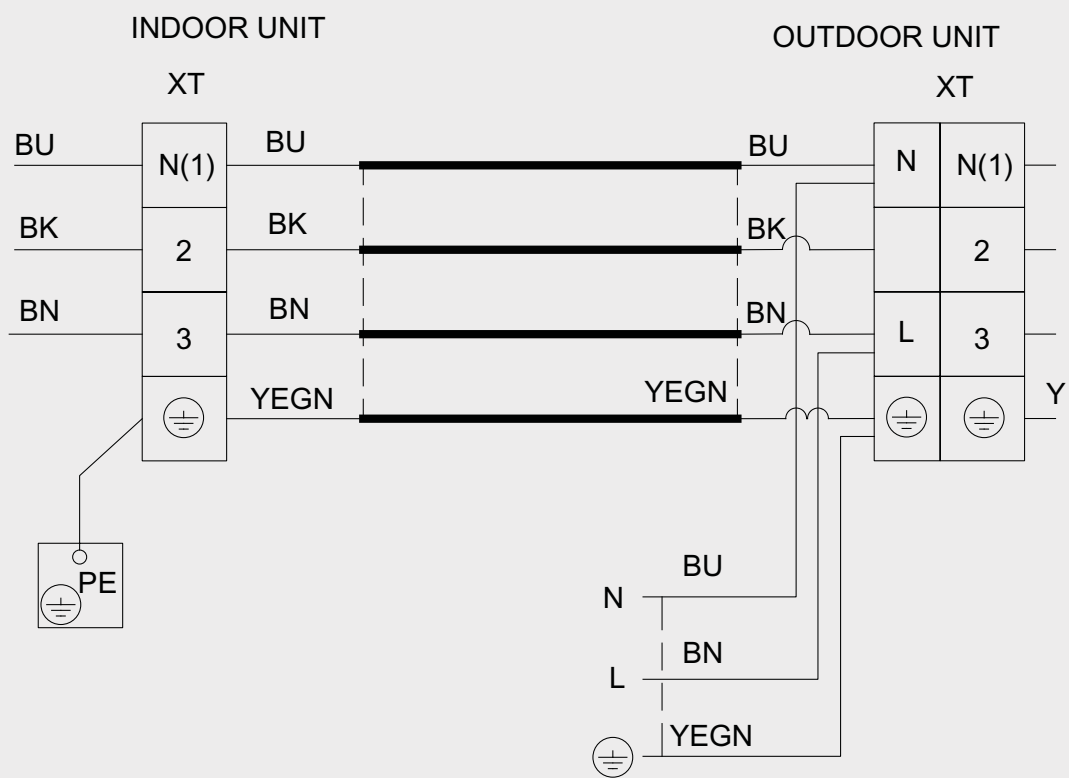 INDOOR UNIT
OUTDOOR UNIT
XT
XT
BU N(1) BU BU N N(1)
BK 2 BK BK 2
BN 3 BN BN L 3
YEGN YEGN Y
PE
N BU
L BN
YEGN